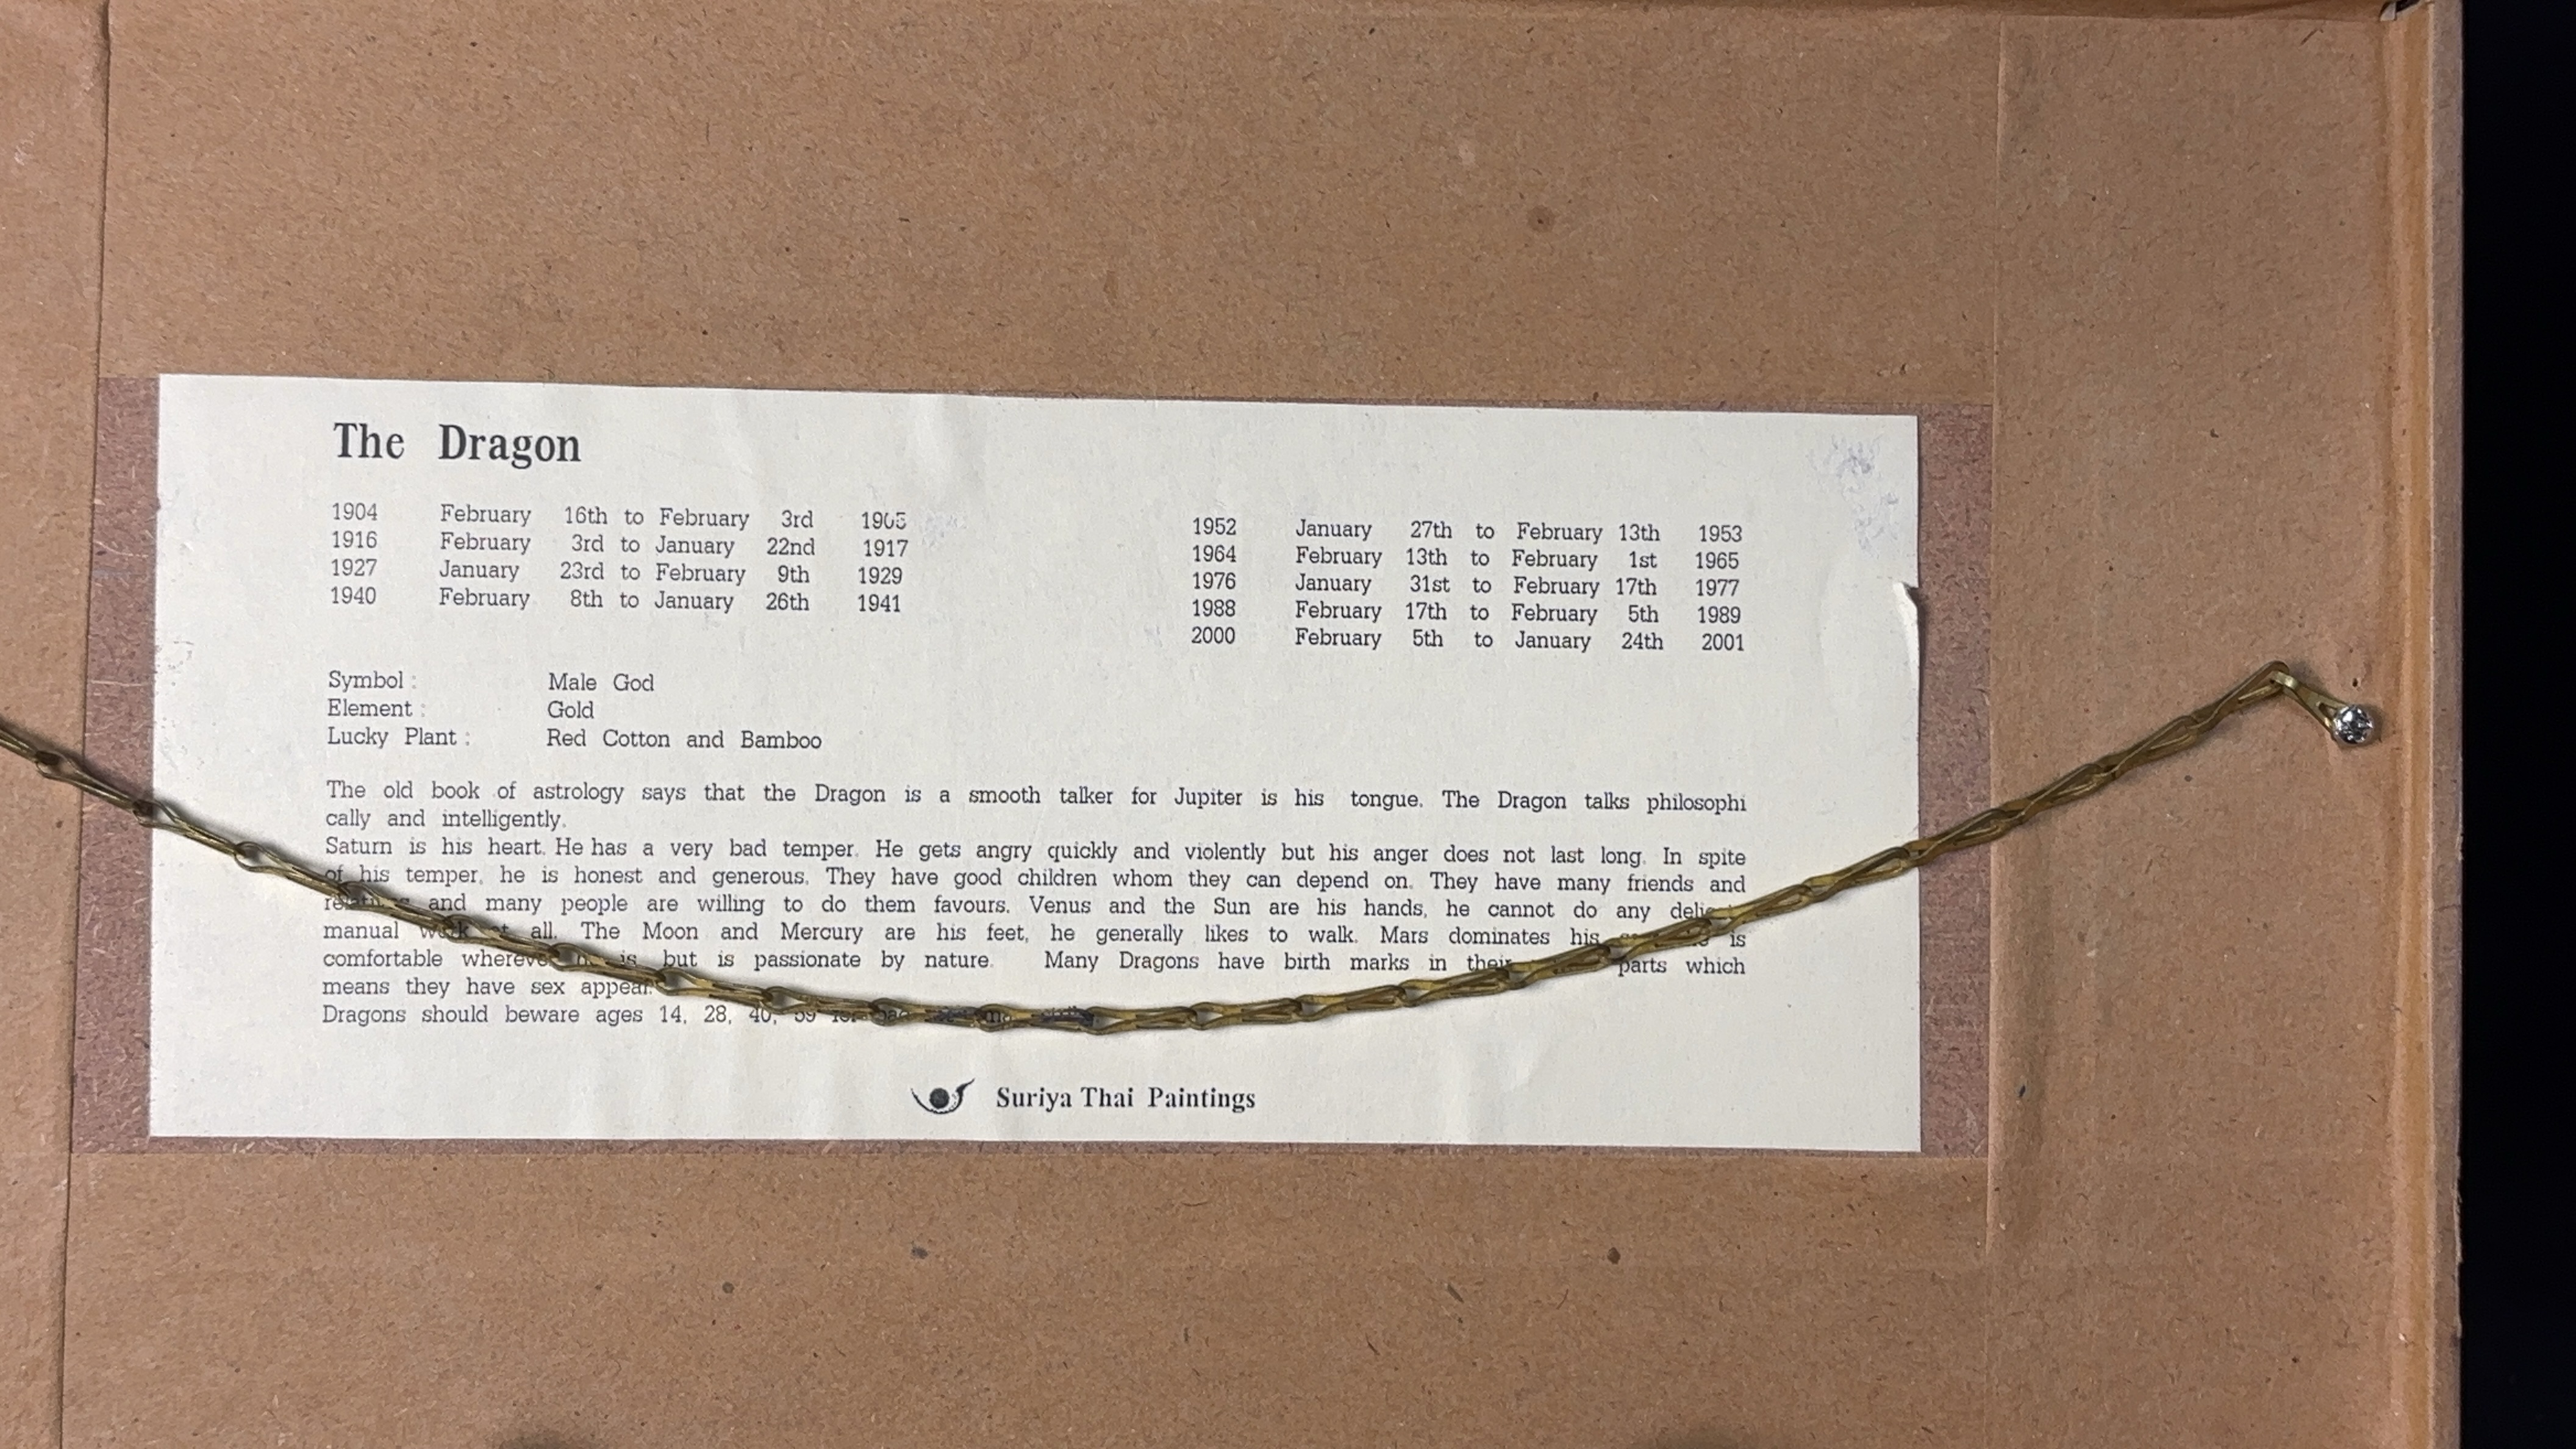 The Dragon
1904 February 16th to February 3rd 1905
1916 February 3rd to January 22nd 1917
1927 January 23rd to February 9th 1929
1940 February 8th to January 26th 1941
1952 January 27th to February 13th 1953
1964 February 13th to February 1st 1965
1976 January 31st to February 17th 1977
1988 February 17th to February 5th 1989
2000 February 5th to January 24th 2001
Symbol : Male God
Element : Gold
Lucky Plant : Red Cotton and Bamboo
The old book of astrology says that the Dragon is a smooth talker for Jupiter is his tongue. The Dragon talks philosophi
cally and intelligently.
Saturn is his heart. He has a very bad temper. He gets angry quickly and violently but his anger does not last long. In spite
of his temper, he is honest and generous. They have good children whom they can depend on. They have many friends and
and many people are willing to do them favours. Venus and the Sun are his hands, he cannot do any
manual work at all. The Moon and Mercury are his feet, he generally likes to walk. Mars dominates his is
comfortable wherever is, but is passionate by nature. Many Dragons have birth marks in their parts which
means they have sex appeal.
Dragons should beware ages 14, 28, 40, 59 for bad
Suriya Thai Paintings